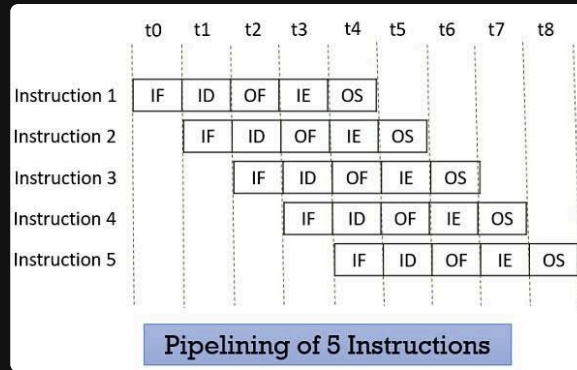 t0 t1 t2 t3 t4 t5 t6 t7 t8
Instruction 1 IF ID OF IE OS
Instruction 2 IF ID OF IE OS
Instruction 3 IF ID OF IE OS
Instruction 4 IF ID OF IE OS
Instruction 5 IF ID OF IE OS
Pipelining of 5 Instructions